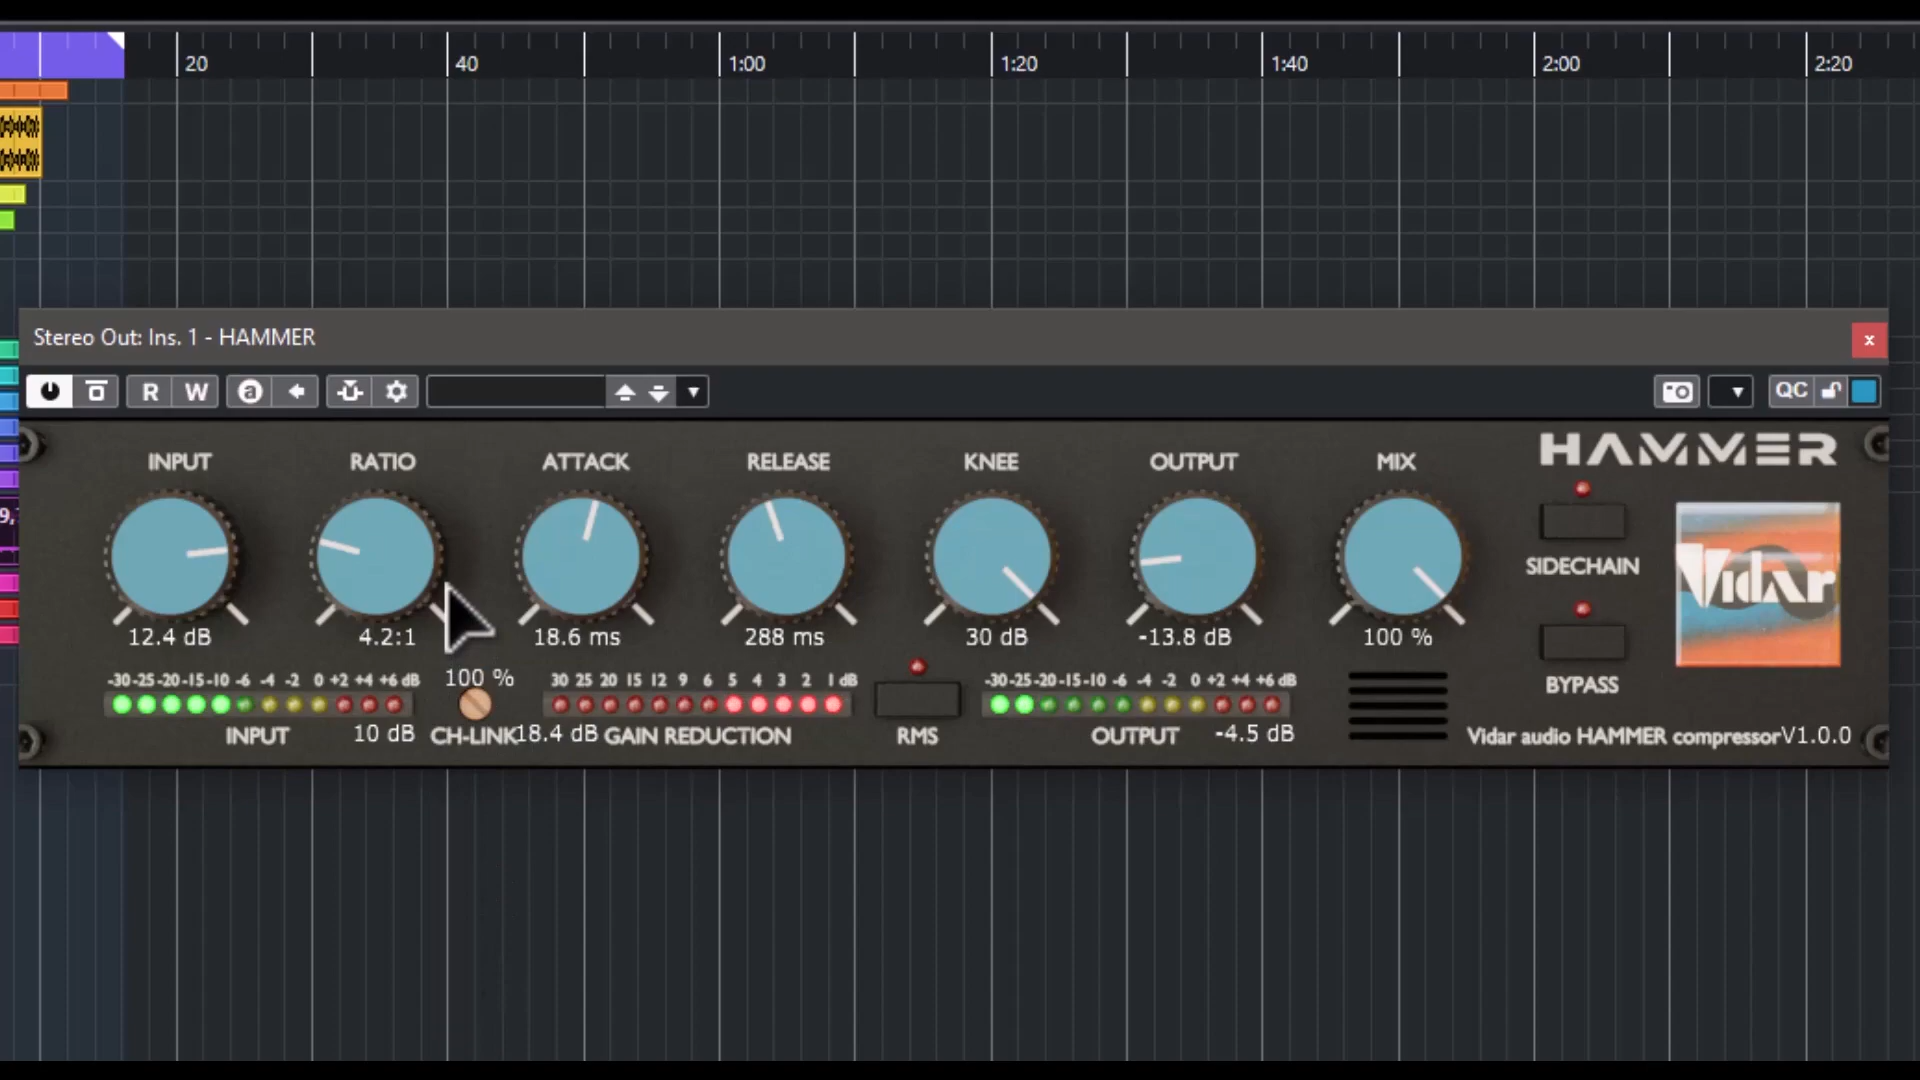 20 40 1:00 1:20 1:40 2:00 2:20
Stereo Out: Ins. 1 - HAMMER x
R W a QC
9,
INPUT RATIO ATTACK RELEASE KNEE OUTPUT MIX HAMMER
SIDECHAIN
Vidar
12.4 dB 4.2:1 18.6 ms 288 ms 30 dB -13.8 dB 100 %
100 %
-30 -25 -20 -15 -10 -6 -4 -2 0 +2 +4 +6 dB 30 25 20 15 12 9 6 5 4 3 2 1 dB -30 -25 -20 -15 -10 -6 -4 -2 0 +2 +4 +6 dB BYPASS
INPUT 10 dB CH-LINK 18.4 dB GAIN REDUCTION RMS OUTPUT -4.5 dB Vidar audio HAMMER compressor V1.0.0